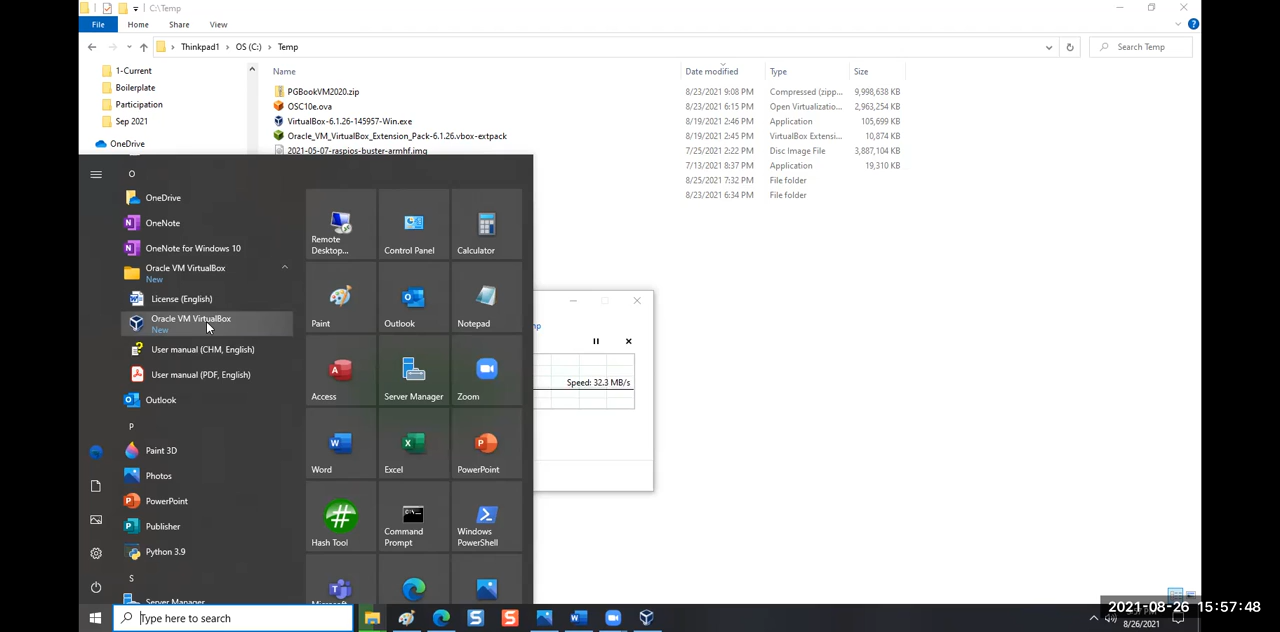 C:\Temp
File Home Share View
Thinkpad1 OS (C:) Temp
Search Temp
1-Current
Boilerplate
Participation
Sep 2021
OneDrive
Name Date modified Type Size
PGBookVM2020.zip 8/23/2021 9:08 PM Compressed (zipp... 9,998,638 KB
OSC10e.ova 8/23/2021 6:15 PM Open Virtualizatio... 2,963,254 KB
VirtualBox-6.1.26-145957-Win.exe 8/19/2021 2:46 PM Application 105,699 KB
Oracle_VM_VirtualBox_Extension_Pack-6.1.26.vbox-extpack 8/19/2021 2:45 PM VirtualBox Extensi... 10,874 KB
2021-05-07-raspios-buster-armhf.img 7/25/2021 2:22 PM Disc Image File 3,887,104 KB
7/13/2021 8:37 PM Application 19,310 KB
8/25/2021 7:32 PM File folder
8/23/2021 6:34 PM File folder
O
OneDrive
OneNote
OneNote for Windows 10
Oracle VM VirtualBox
New
License (English)
Oracle VM VirtualBox
New
User manual (CHM, English)
User manual (PDF, English)
Outlook
P
Paint 3D
Photos
PowerPoint
Publisher
Python 3.9
S
Server Manager
Remote
Desktop... Control Panel Calculator
Paint Outlook Notepad
Access Server Manager Zoom
Word Excel PowerPoint
Hash Tool Command
Prompt Windows
PowerShell
Microsoft
Speed: 32.3 MB/s
Type here to search
2021-08-26 15:57:48
8/26/2021